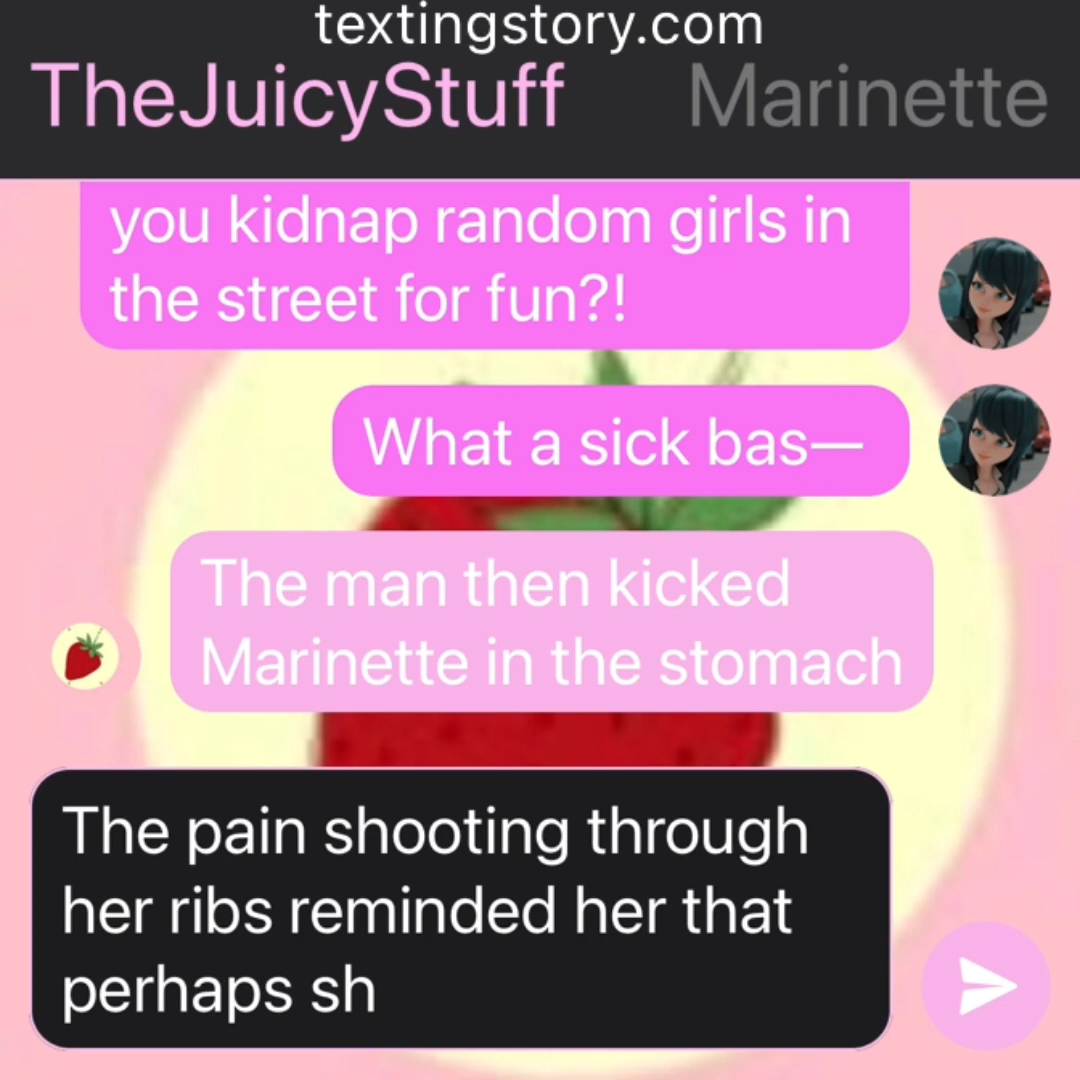 textingstory.com
TheJuicyStuff Marinette
you kidnap random girls in
the street for fun?!
What a sick bas—
The man then kicked
Marinette in the stomach
The pain shooting through
her ribs reminded her that
perhaps sh